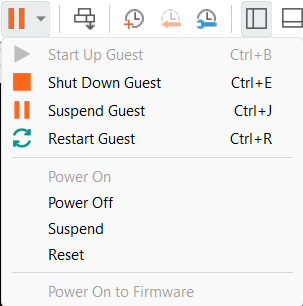 Start Up Guest Ctrl+B
Shut Down Guest Ctrl+E
Suspend Guest Ctrl+J
Restart Guest Ctrl+R
Power On
Power Off
Suspend
Reset
Power On to Firmware